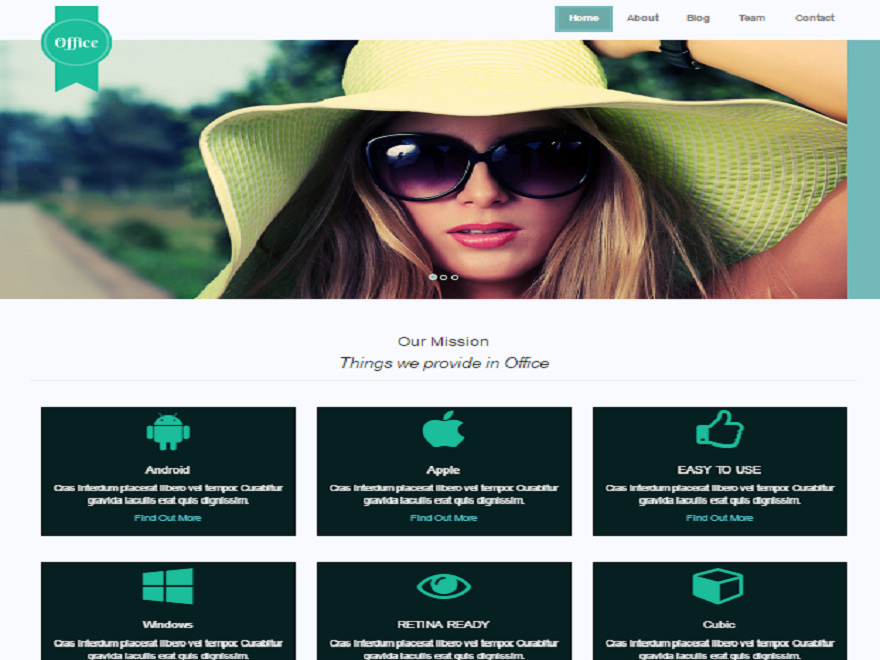 Office
Home About Blog Team Contact
Our Mission
Things we provide in Office
Android
Cras interdum placerat libero vel tempor. Curabitur
gravida iaculis erat quis dignissim.
Find Out More
Apple
Cras interdum placerat libero vel tempor. Curabitur
gravida iaculis erat quis dignissim.
Find Out More
EASY TO USE
Cras interdum placerat libero vel tempor. Curabitur
gravida iaculis erat quis dignissim.
Find Out More
Windows
Cras interdum placerat libero vel tempor. Curabitur
gravida iaculis erat quis dignissim.
RETINA READY
Cras interdum placerat libero vel tempor. Curabitur
gravida iaculis erat quis dignissim.
Cubic
Cras interdum placerat libero vel tempor. Curabitur
gravida iaculis erat quis dignissim.